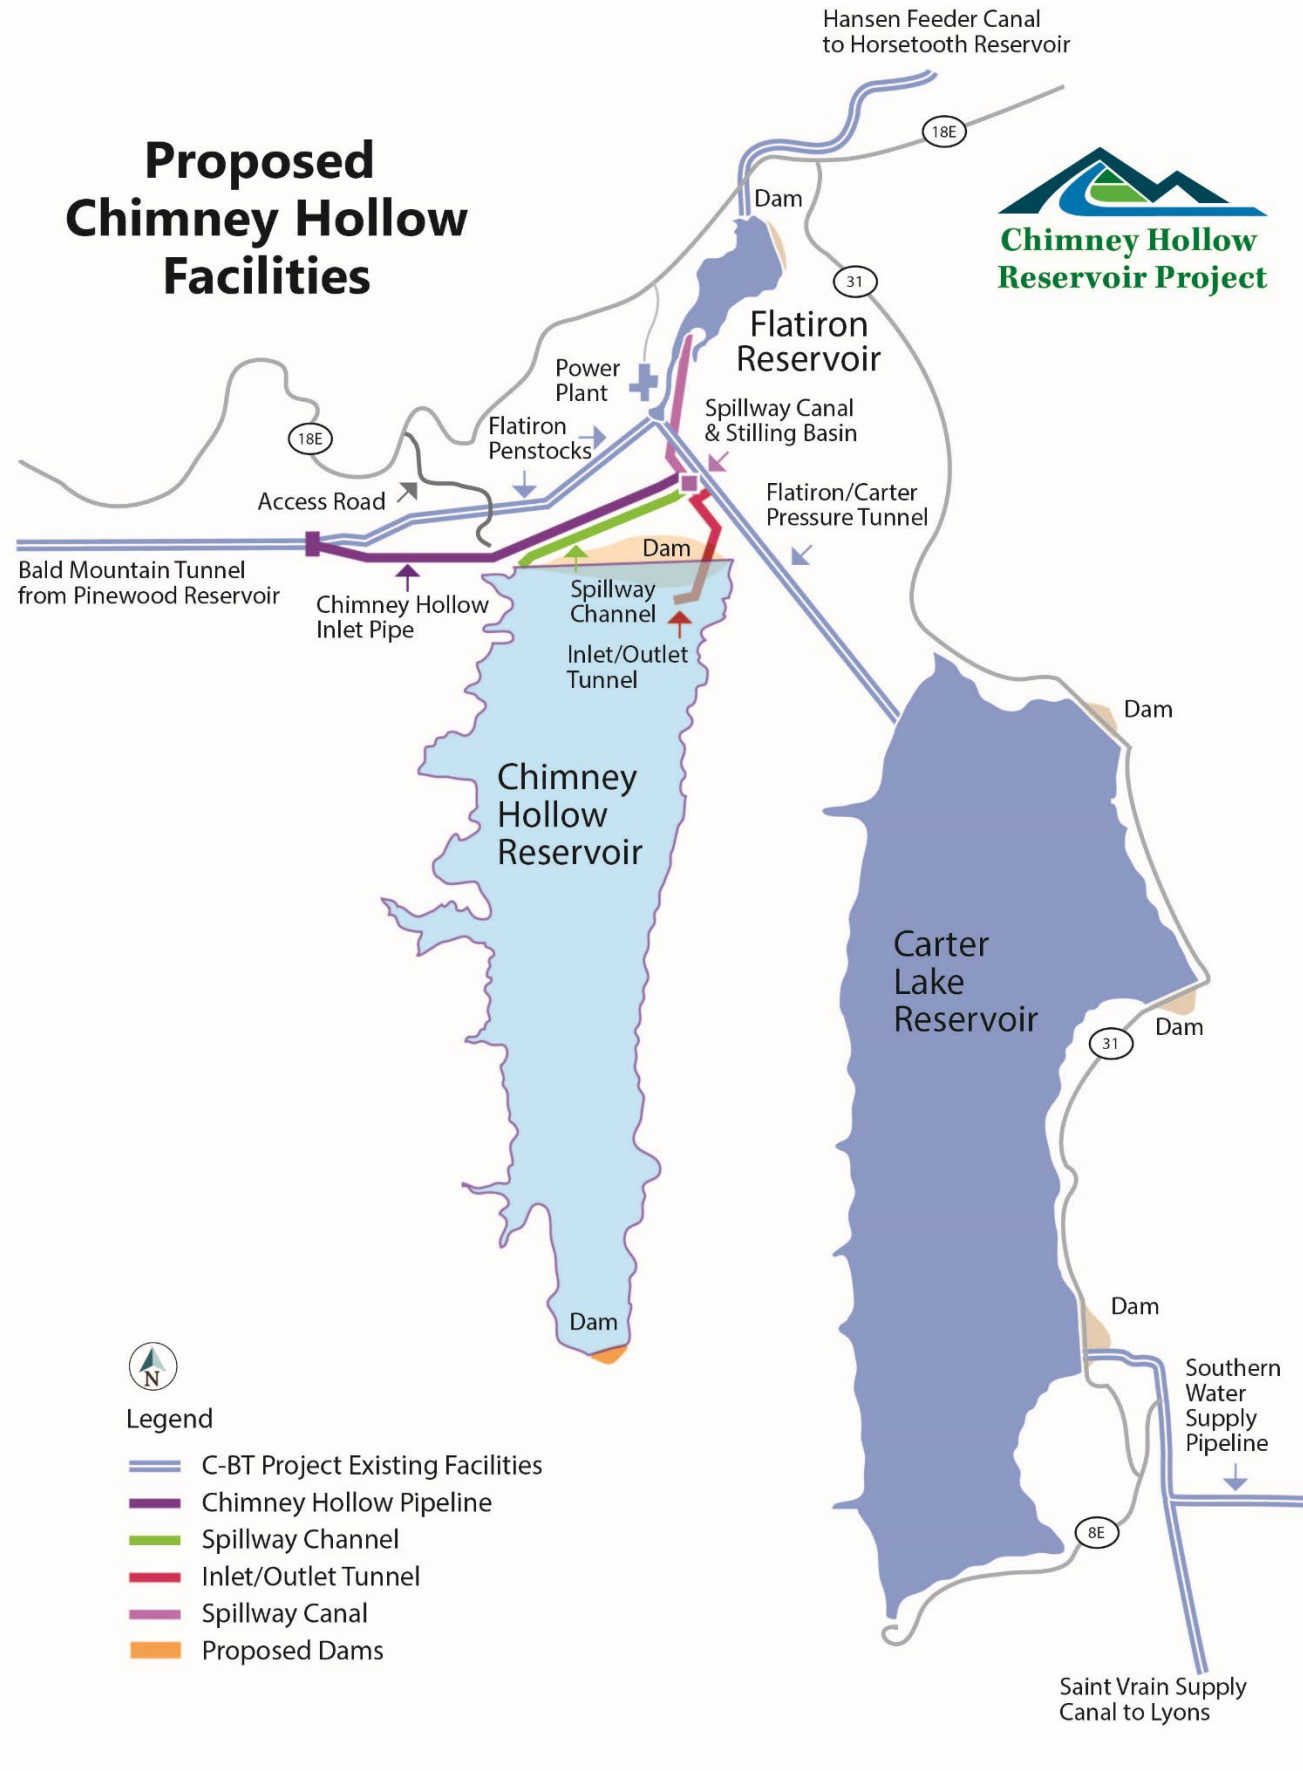 Hansen Feeder Canal
to Horsetooth Reservoir
18E
Proposed
Chimney Hollow
Facilities
Dam
Chimney Hollow
Reservoir Project
31
Flatiron
Reservoir
Power
Plant
Spillway Canal
& Stilling Basin
Flatiron
Penstocks
18E
Access Road
Flatiron/Carter
Pressure Tunnel
Dam
Bald Mountain Tunnel
from Pinewood Reservoir
Chimney Hollow
Inlet Pipe
Spillway
Channel
Inlet/Outlet
Tunnel
Dam
Chimney
Hollow
Reservoir
Carter
Lake
Reservoir
Dam
31
Dam
Dam
Southern
Water
Supply
Pipeline
8E
N
Legend
C-BT Project Existing Facilities
Chimney Hollow Pipeline
Spillway Channel
Inlet/Outlet Tunnel
Spillway Canal
Proposed Dams
Saint Vrain Supply
Canal to Lyons